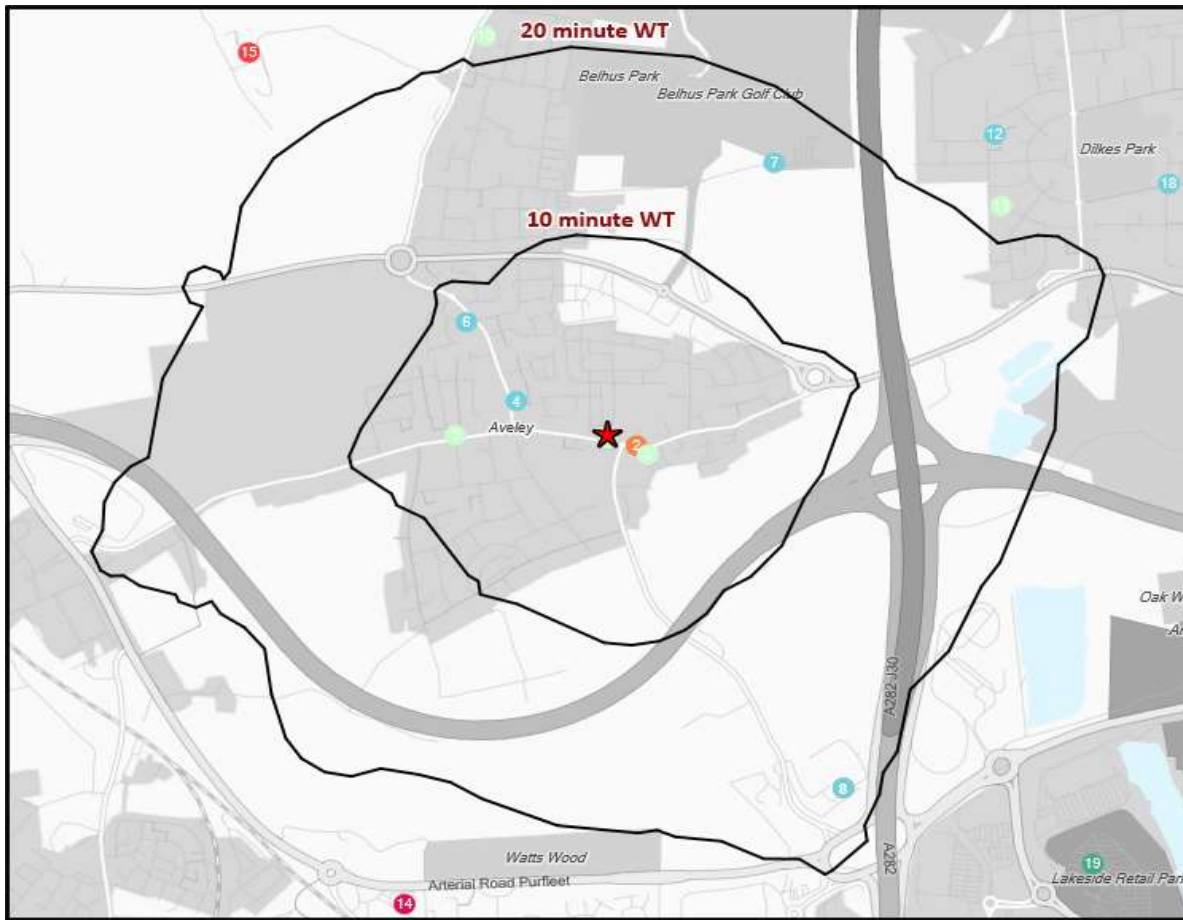 20 minute WT
15
Belhus Park
Belhus Park Golf Club
12
Dilkes Park
7
18
10 minute WT
6
4
Aveley
2
Oak W
A282 J30
8
A282
Watts Wood
Arterial Road Purfleet
19
Lakeside Retail Par
14